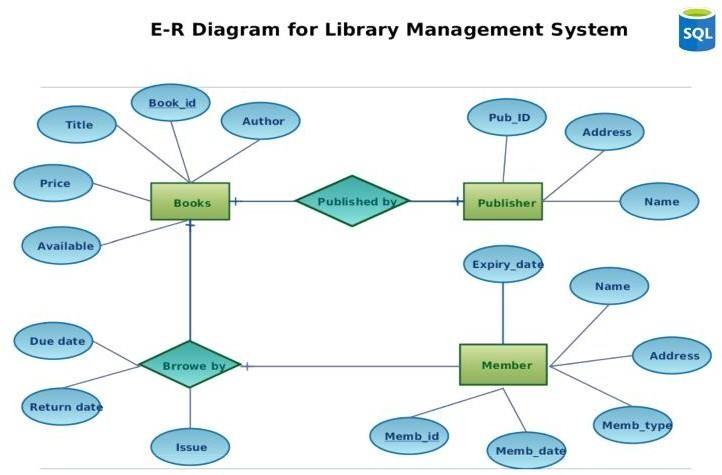 E-R Diagram for Library Management System
SQL
Book_id
Title
Author
Pub_ID
Address
Price
Books
Published by
Publisher
Name
Available
Expiry_date
Name
Due date
Brrowe by
Member
Address
Return date
Issue
Memb_id
Memb_date
Memb_type